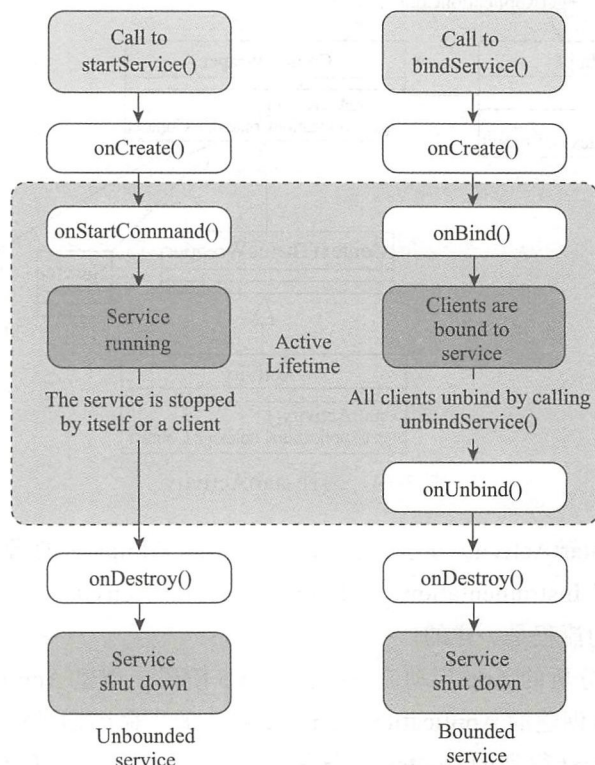 Call to
startService()
onCreate()
onStartCommand()
Service
running
The service is stopped
by itself or a client
onDestroy()
Service
shut down
Unbounded
service
Active
Lifetime
Call to
bindService()
onCreate()
onBind()
Clients are
bound to
service
All clients unbind by calling
unbindService()
onUnbind()
onDestroy()
Service
shut down
Bounded
service